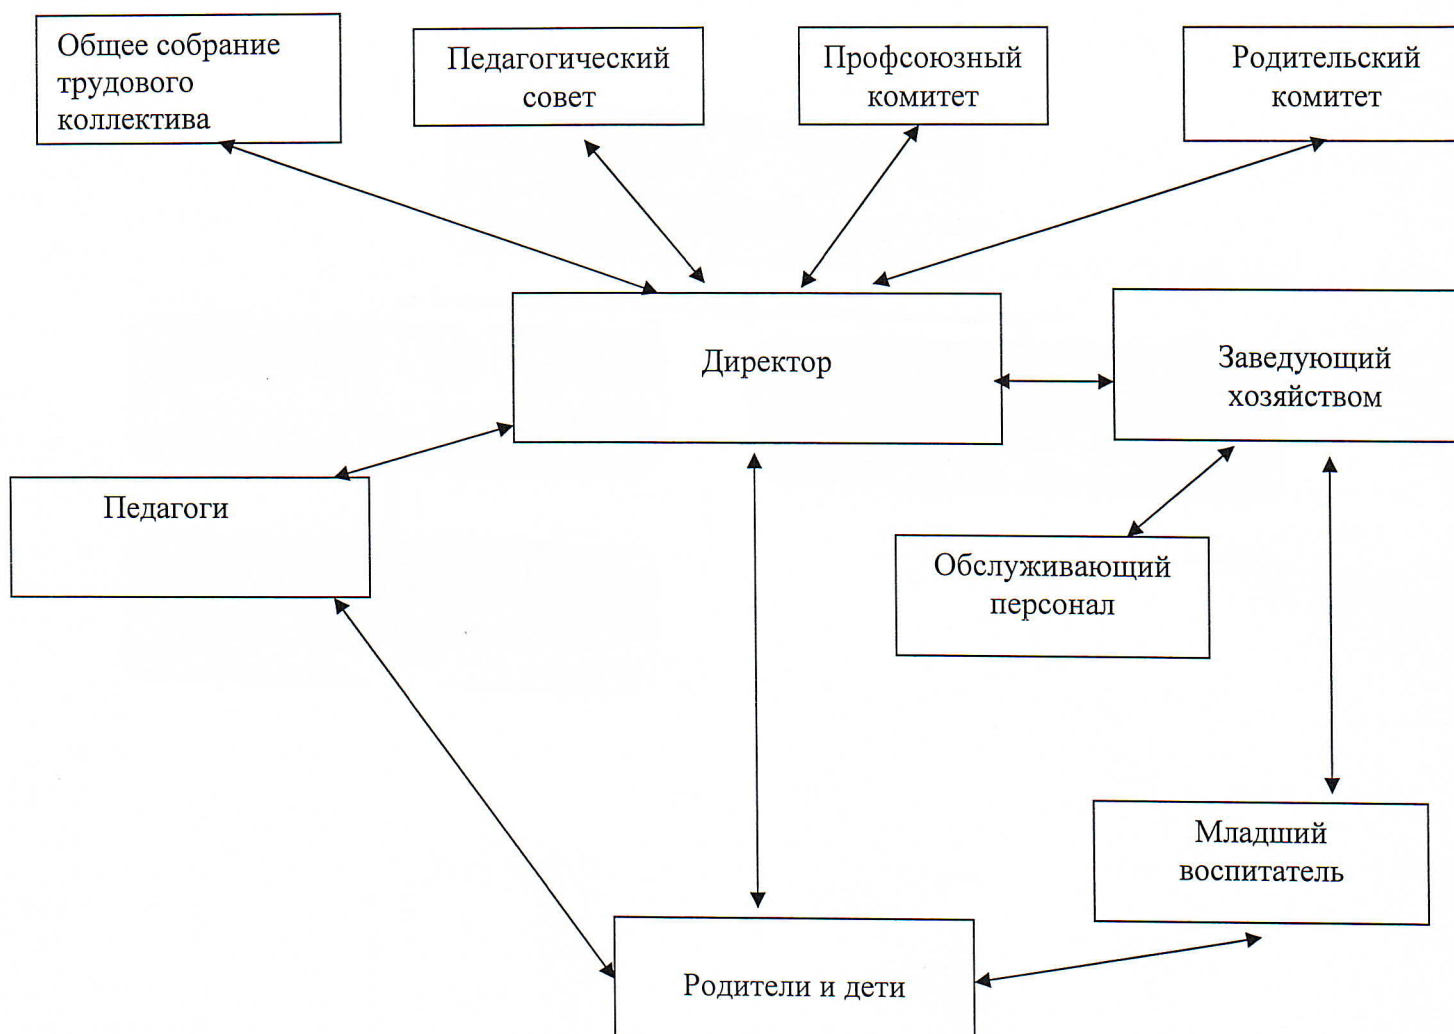 Общее собрание
трудового
коллектива
Педагогический
совет
Профсоюзный
комитет
Родительский
комитет
Директор
Заведующий
хозяйством
Педагоги
Обслуживающий
персонал
Младший
воспитатель
Родители и дети